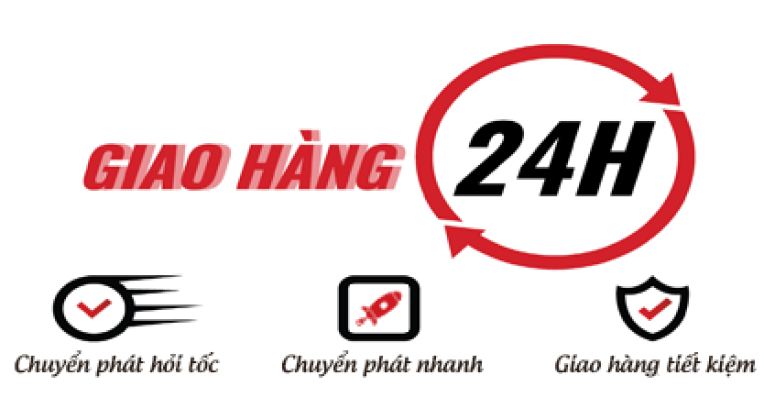 GIAO HÀNG 24H
Chuyển phát hỏi tốc
Chuyển phát nhanh
Giao hàng tiết kiệm